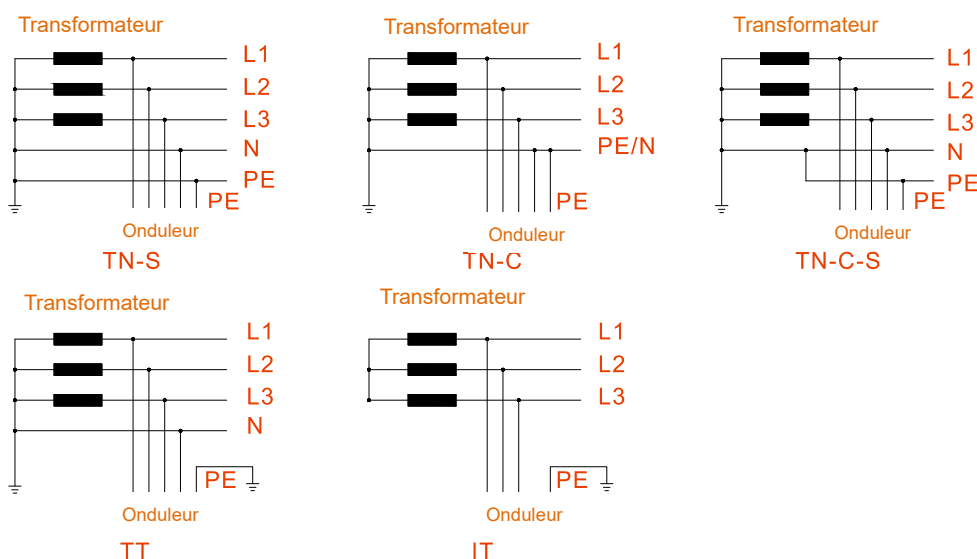 Transformateur
L1
L2
L3
N
PE
PE
Onduleur
TN-S
Transformateur
L1
L2
L3
PE/N
PE
Onduleur
TN-C
Transformateur
L1
L2
L3
N
PE
PE
Onduleur
TN-C-S
Transformateur
L1
L2
L3
N
PE
Onduleur
TT
Transformateur
L1
L2
L3
PE
Onduleur
IT